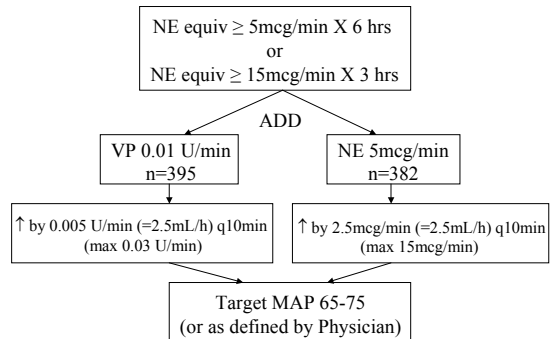 NE equiv ≥ 5mcg/min X 6 hrs
or
NE equiv ≥ 15mcg/min X 3 hrs
ADD
VP 0.01 U/min
n=395
NE 5mcg/min
n=382
↑ by 0.005 U/min (=2.5mL/h) q10min
(max 0.03 U/min)
↑ by 2.5mcg/min (=2.5mL/h) q10min
(max 15mcg/min)
Target MAP 65-75
(or as defined by Physician)